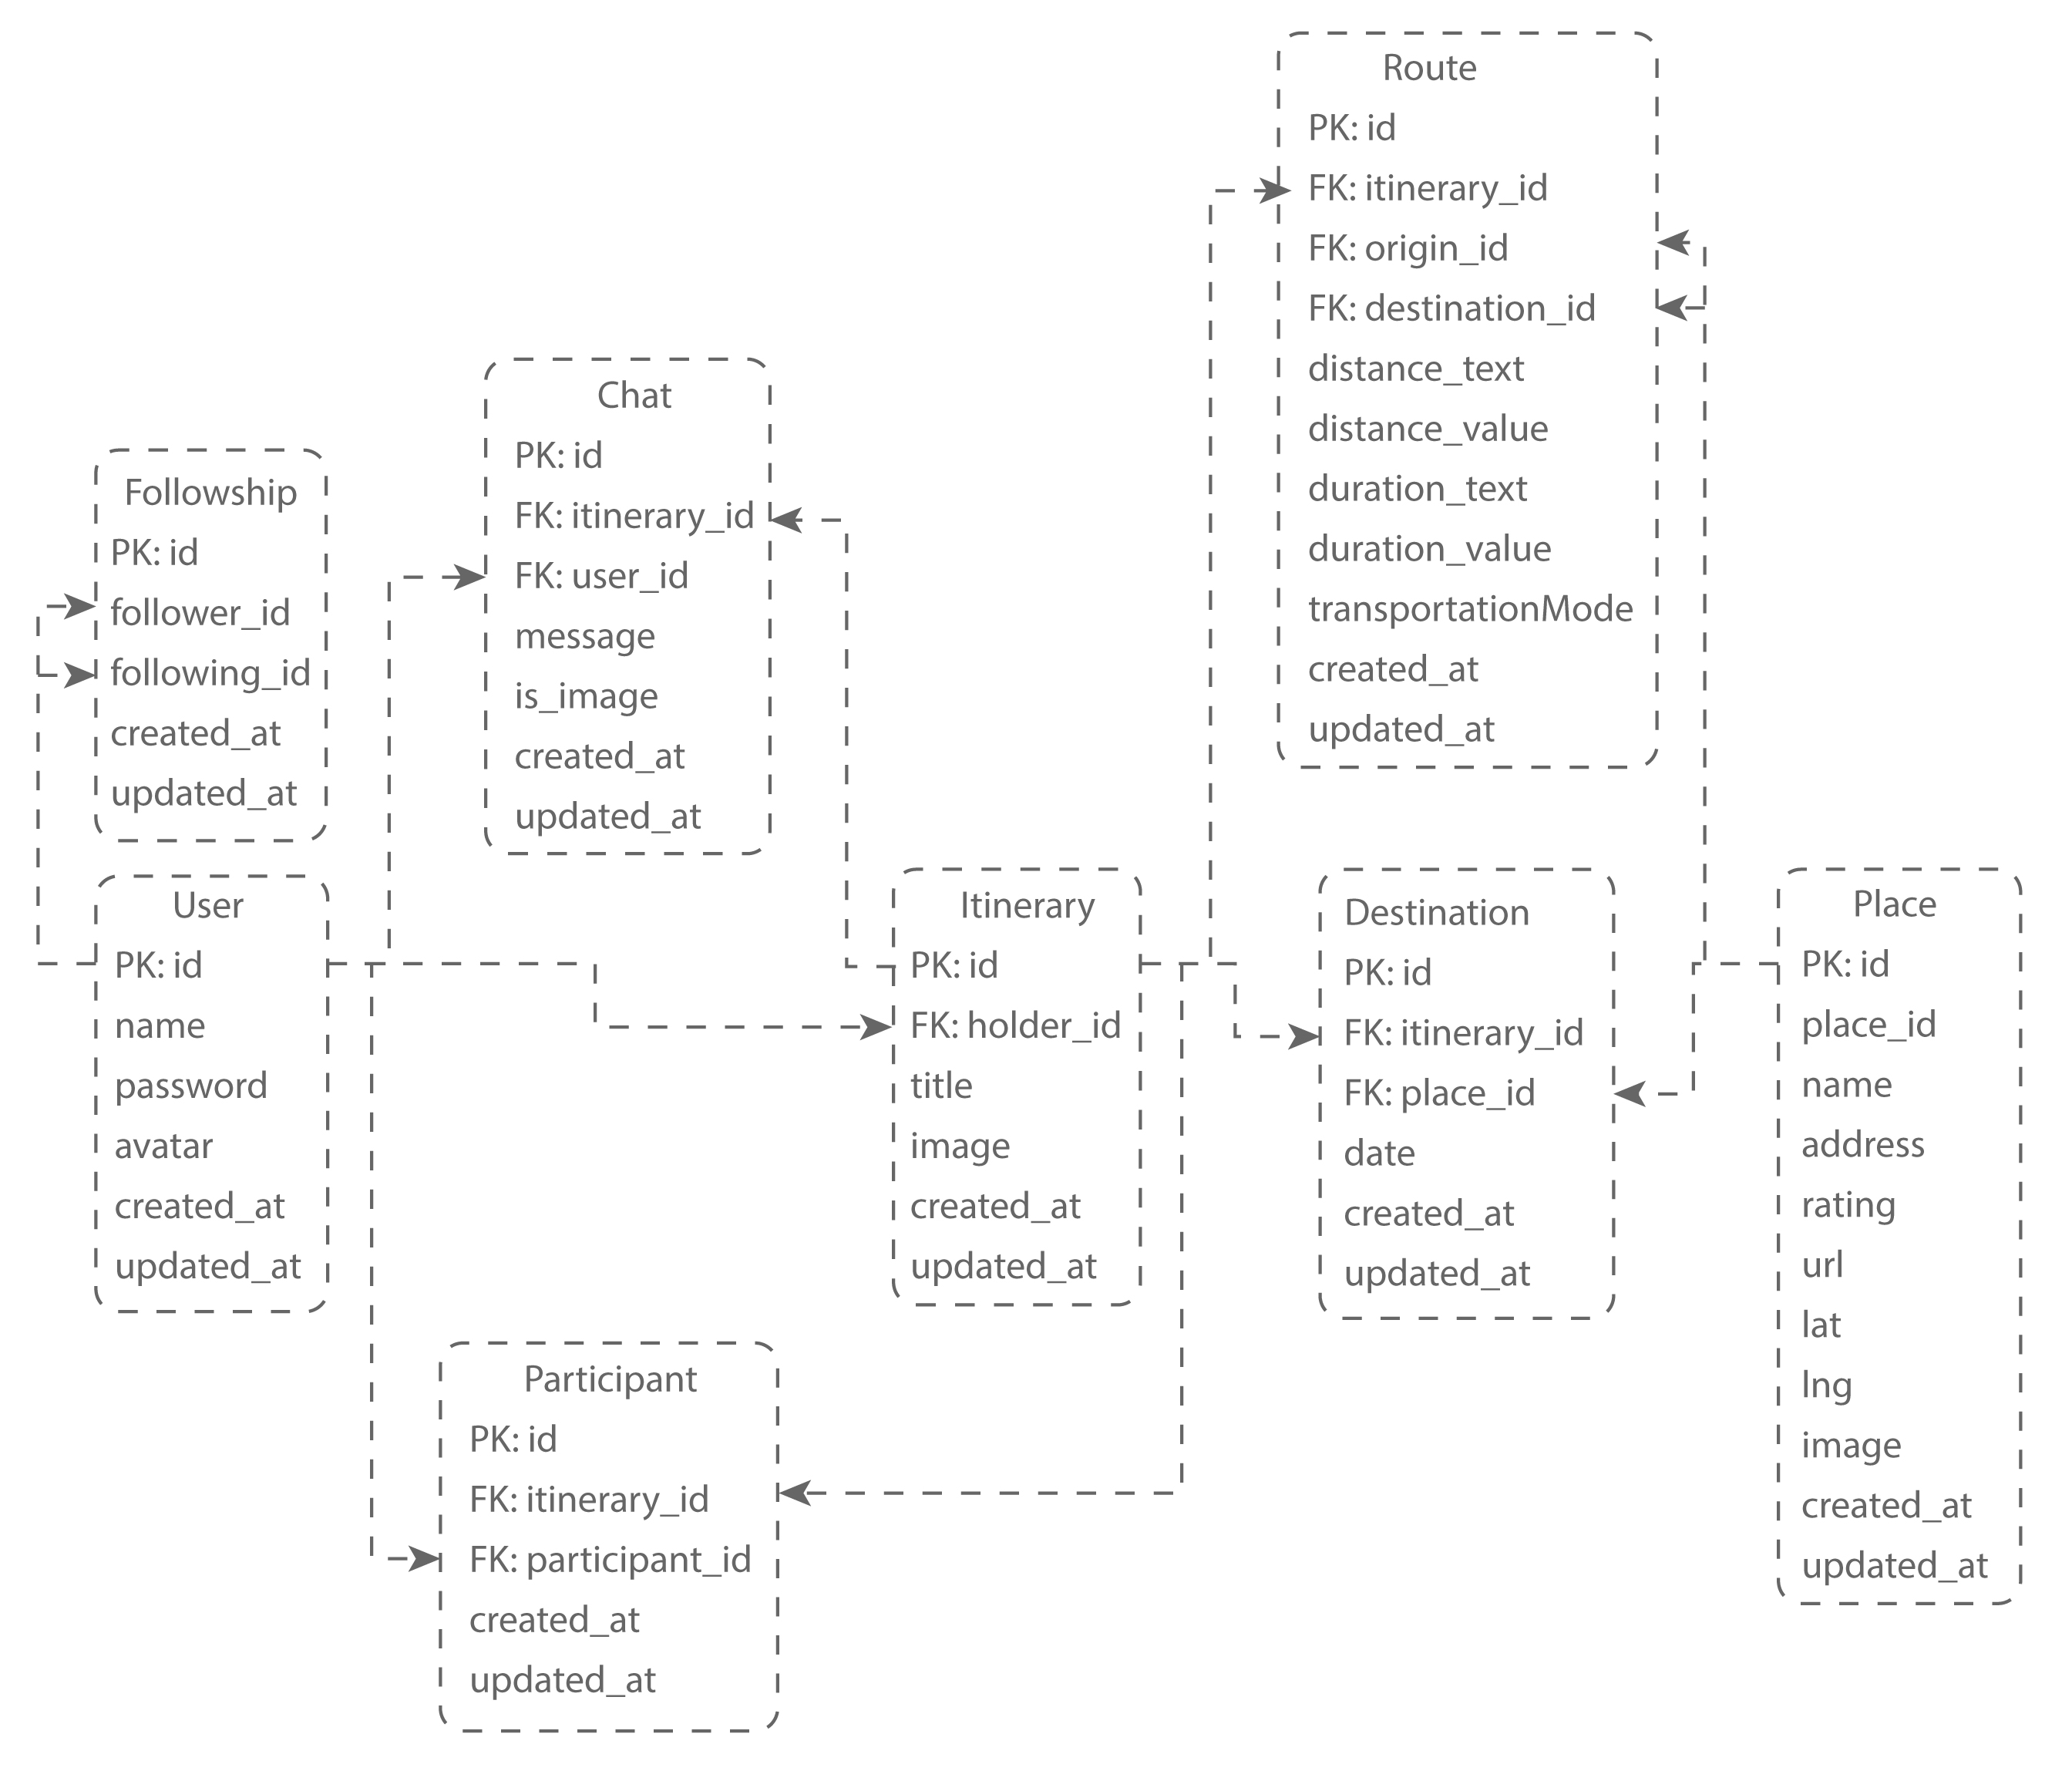 Route
PK: id
FK: itinerary_id
FK: origin_id
FK: destination_id
distance_text
distance_value
duration_text
duration_value
transportationMode
created_at
updated_at
Chat
PK: id
FK: itinerary_id
FK: user_id
message
is_image
created_at
updated_at
Followship
PK: id
follower_id
following_id
created_at
updated_at
User
PK: id
name
password
avatar
created_at
updated_at
Itinerary
PK: id
FK: holder_id
title
image
created_at
updated_at
Destination
PK: id
FK: itinerary_id
FK: place_id
date
created_at
updated_at
Place
PK: id
place_id
name
address
rating
url
lat
lng
image
created_at
updated_at
Participant
PK: id
FK: itinerary_id
FK: participant_id
created_at
updated_at